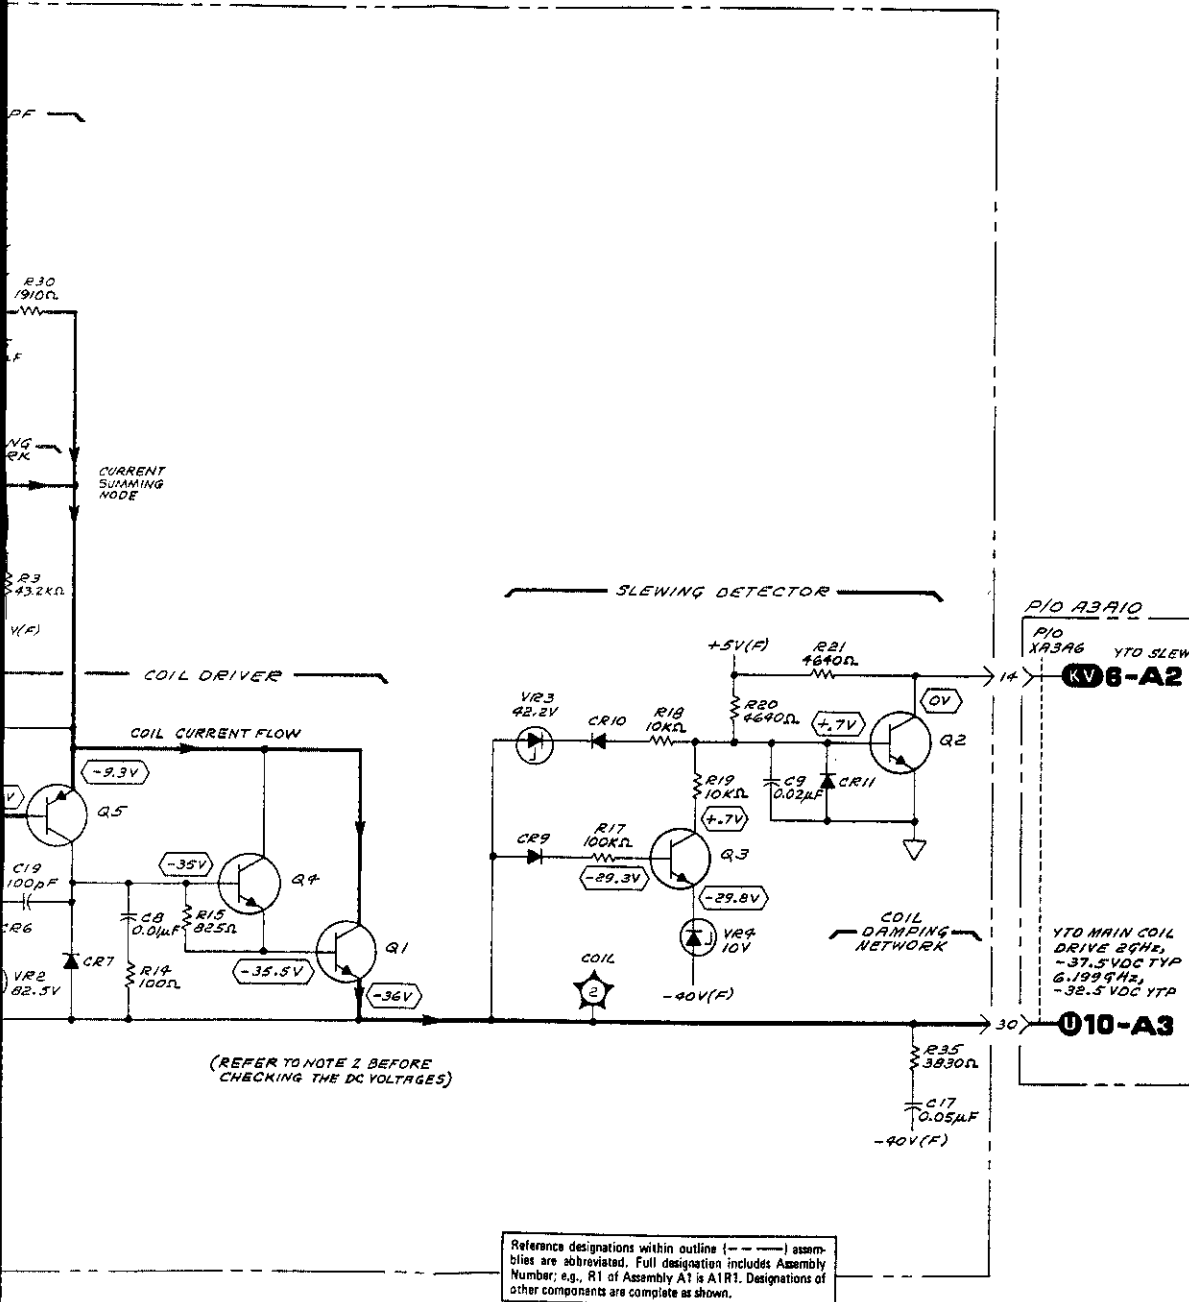 PF
R30
1910Ω
CURRENT
SUMMING
NODE
R3
43.2KΩ
V(F)
SLEWING DETECTOR
P/O A3A10
P/O
XA3A6
YTO SLEW
+5V(F)
R21
4640Ω
14
KV 6-A2
COIL DRIVER
VR3
42.2V
CR10
R18
10KΩ
R20
4640Ω
+.7V
0V
Q2
COIL CURRENT FLOW
-9.3V
R19
10KΩ
C9
0.02µF
CR11
V
Q5
CR9
R17
100KΩ
+.7V
Q3
-29.3V
-29.8V
C19
100pF
-35V
Q4
C8
0.01µF
R15
825Ω
CR6
CR7
VR2
82.5V
R14
100Ω
-35.5V
Q1
-36V
VR4
10V
-40V(F)
COIL
2
COIL
DAMPING
NETWORK
YTO MAIN COIL
DRIVE 2GHz,
-37.5VDC TYP
6.199GHz,
-32.5 VDC YTP
30
U 10-A3
(REFER TO NOTE 2 BEFORE
CHECKING THE DC VOLTAGES)
R35
3830Ω
C17
0.05µF
-40V(F)
Reference designations within outline (— — ——) assem-
blies are abbreviated. Full designation includes Assembly
Number; e.g., R1 of Assembly A1 is A1R1. Designations of
other components are complete as shown.